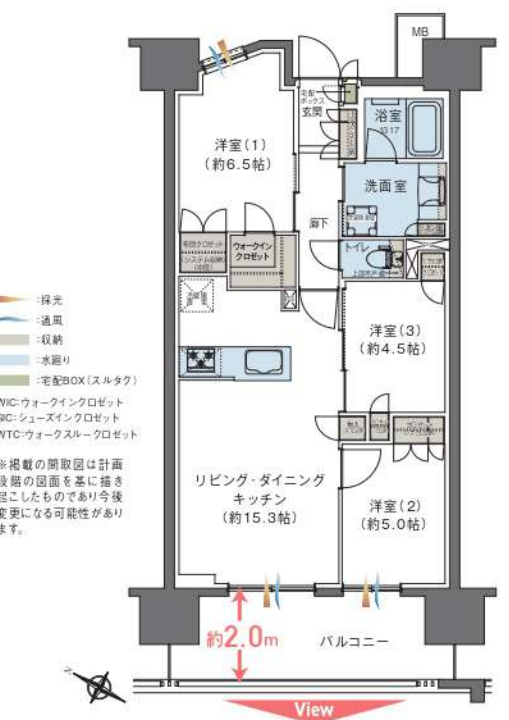 MB
宅配
ボックス
玄関
浴室
1317
洋室(1)
(約6.5帖)
洗面室
廊下
トイレ
ウォークイン
クロゼット
洋室(3)
(約4.5帖)
:採光
:通風
:収納
:水廻り
:宅配BOX(スルタク)
WIC:ウォークインクロゼット
SIC:シューズインクロゼット
WTC:ウォークスルークロゼット
※掲載の間取図は計画
段階の図面を基に描き
起こしたものであり今後
変更になる可能性があり
ます。
リビング・ダイニング
キッチン
(約15.3帖)
洋室(2)
(約5.0帖)
約2.0m
バルコニー
N
View